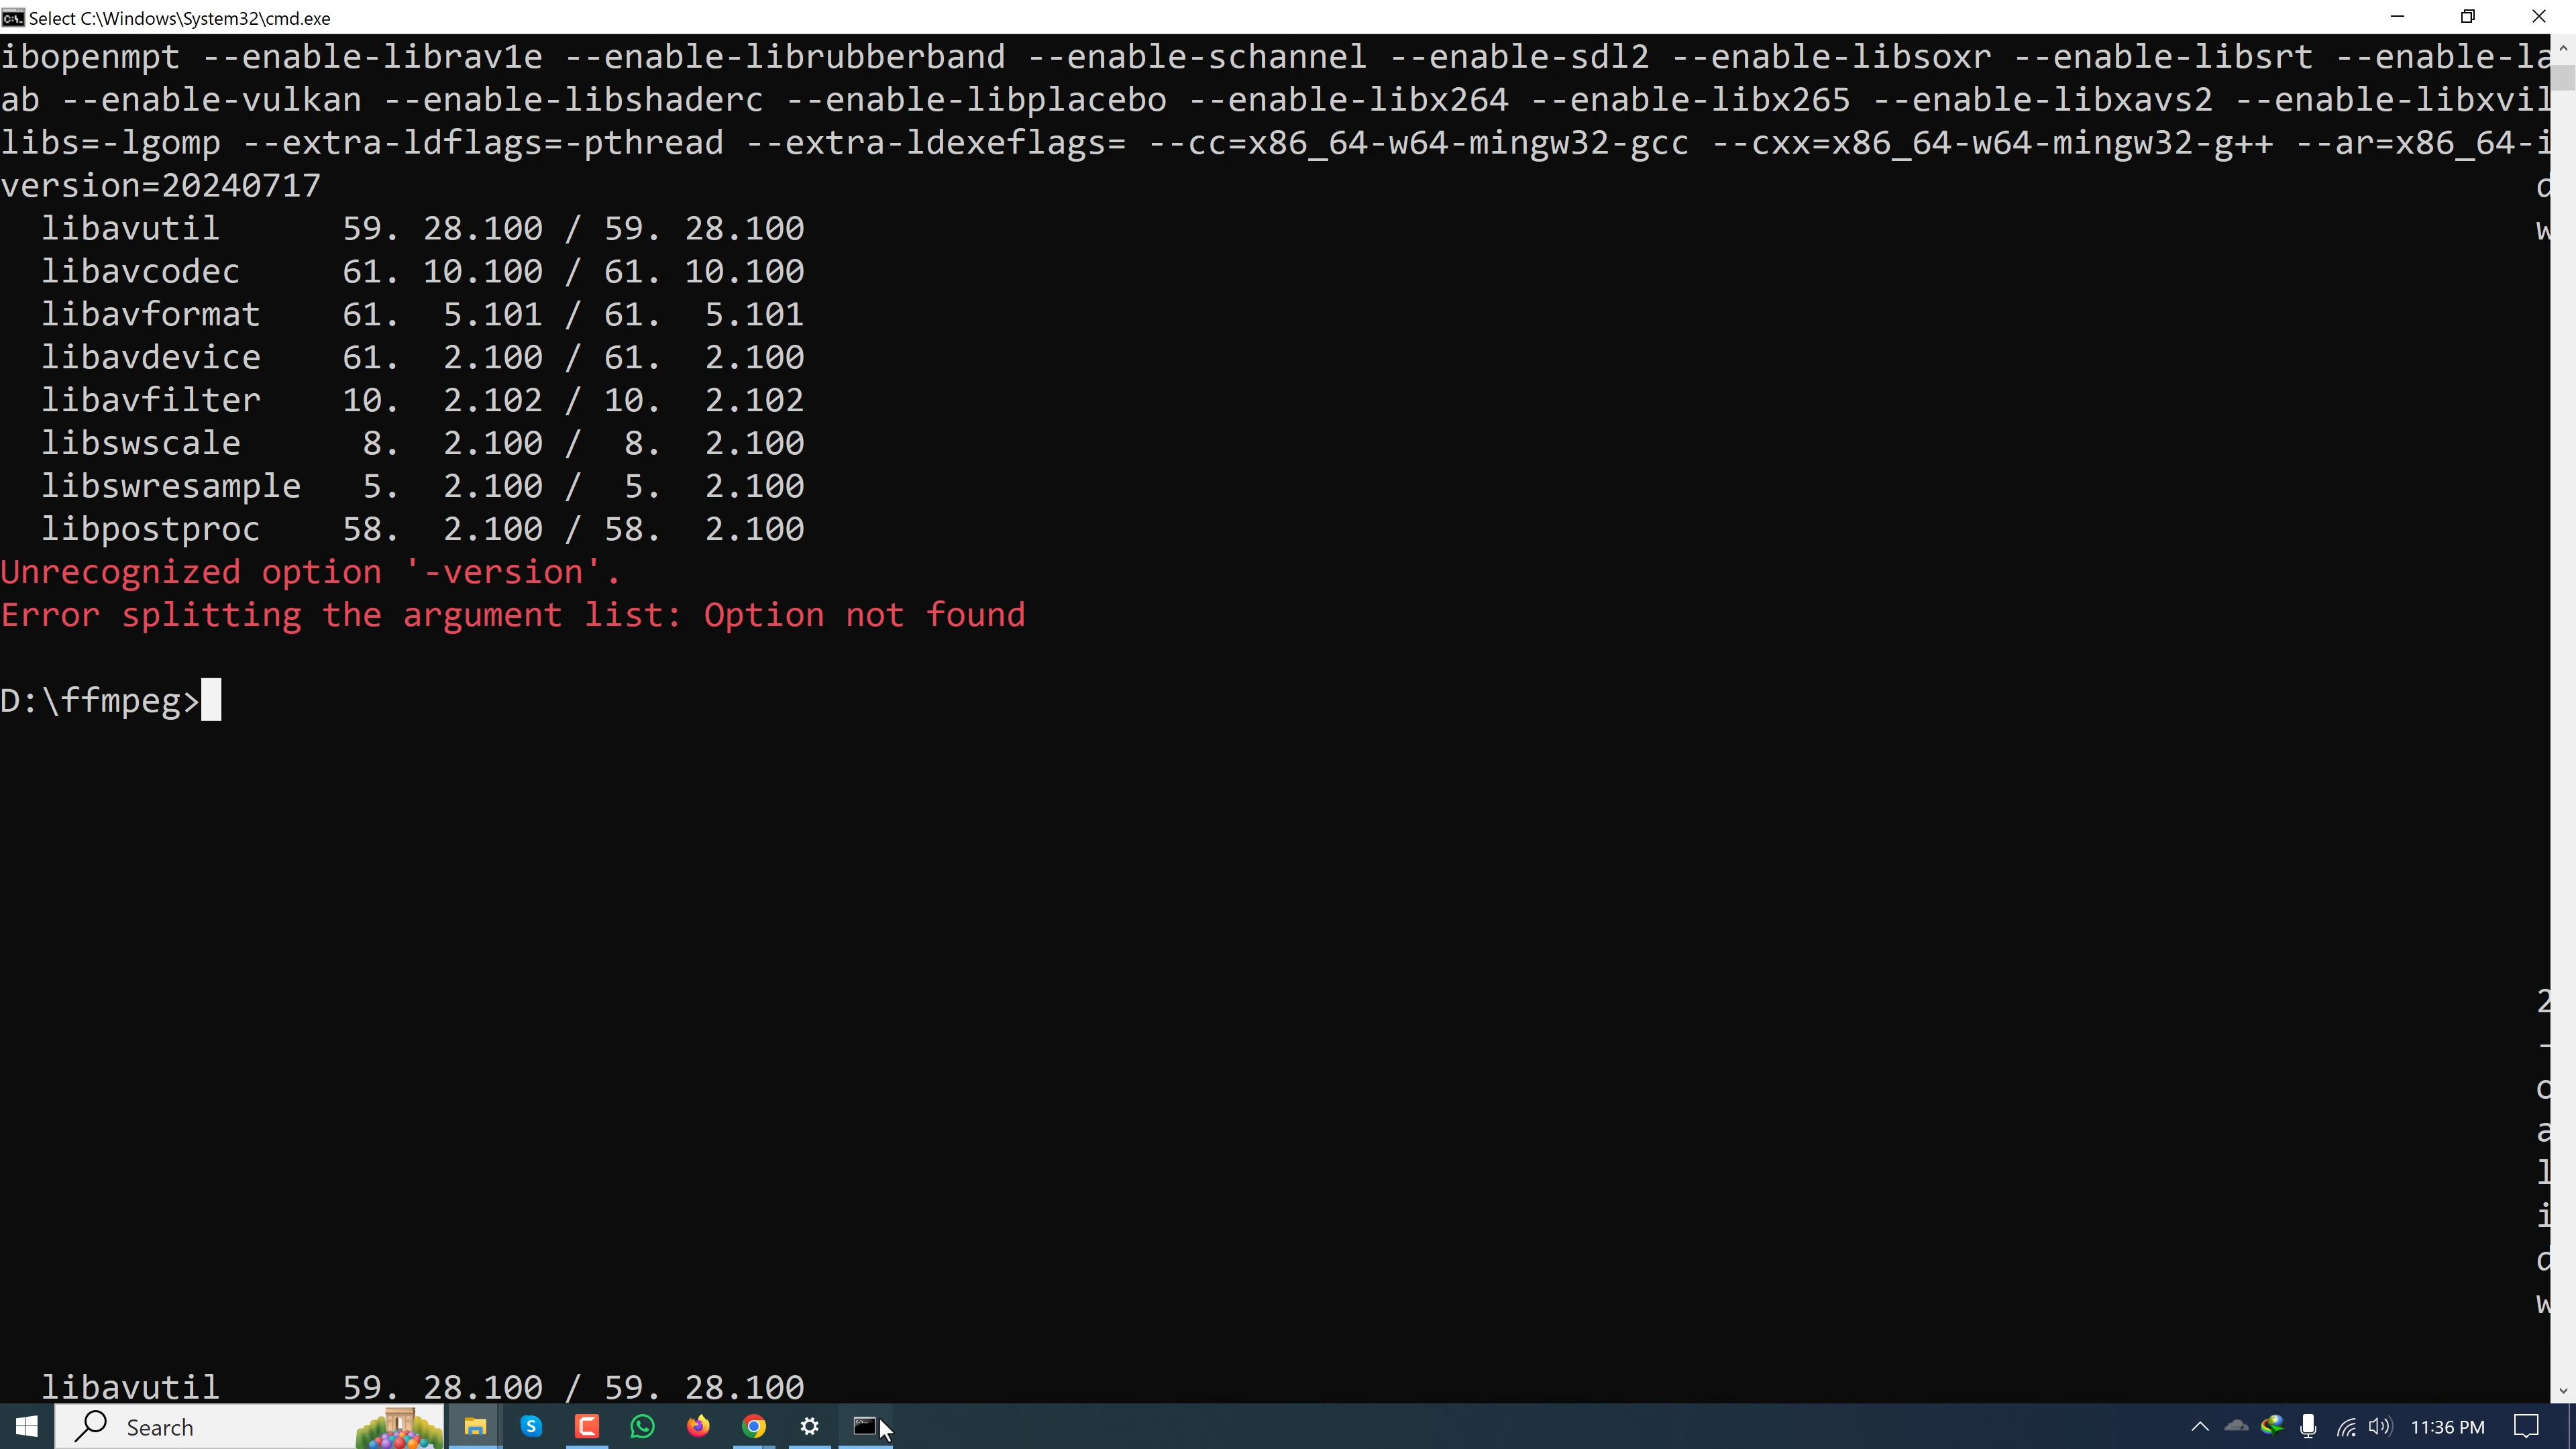 Select C:\Windows\System32\cmd.exe
ibopenmpt --enable-librav1e --enable-librubberband --enable-schannel --enable-sdl2 --enable-libsoxr --enable-libsrt --enable-la
ab --enable-vulkan --enable-libshaderc --enable-libplacebo --enable-libx264 --enable-libx265 --enable-libxavs2 --enable-libxvil
libs=-lgomp --extra-ldflags=-pthread --extra-ldexeflags= --cc=x86_64-w64-mingw32-gcc --cxx=x86_64-w64-mingw32-g++ --ar=x86_64-i
version=20240717 d
libavutil 59. 28.100 / 59. 28.100 w
libavcodec 61. 10.100 / 61. 10.100
libavformat 61. 5.101 / 61. 5.101
libavdevice 61. 2.100 / 61. 2.100
libavfilter 10. 2.102 / 10. 2.102
libswscale 8. 2.100 / 8. 2.100
libswresample 5. 2.100 / 5. 2.100
libpostproc 58. 2.100 / 58. 2.100
Unrecognized option '-version'.
Error splitting the argument list: Option not found
D:\ffmpeg>
2
-
o
a
l
i
d
w
libavutil 59. 28.100 / 59. 28.100
Search
11:36 PM